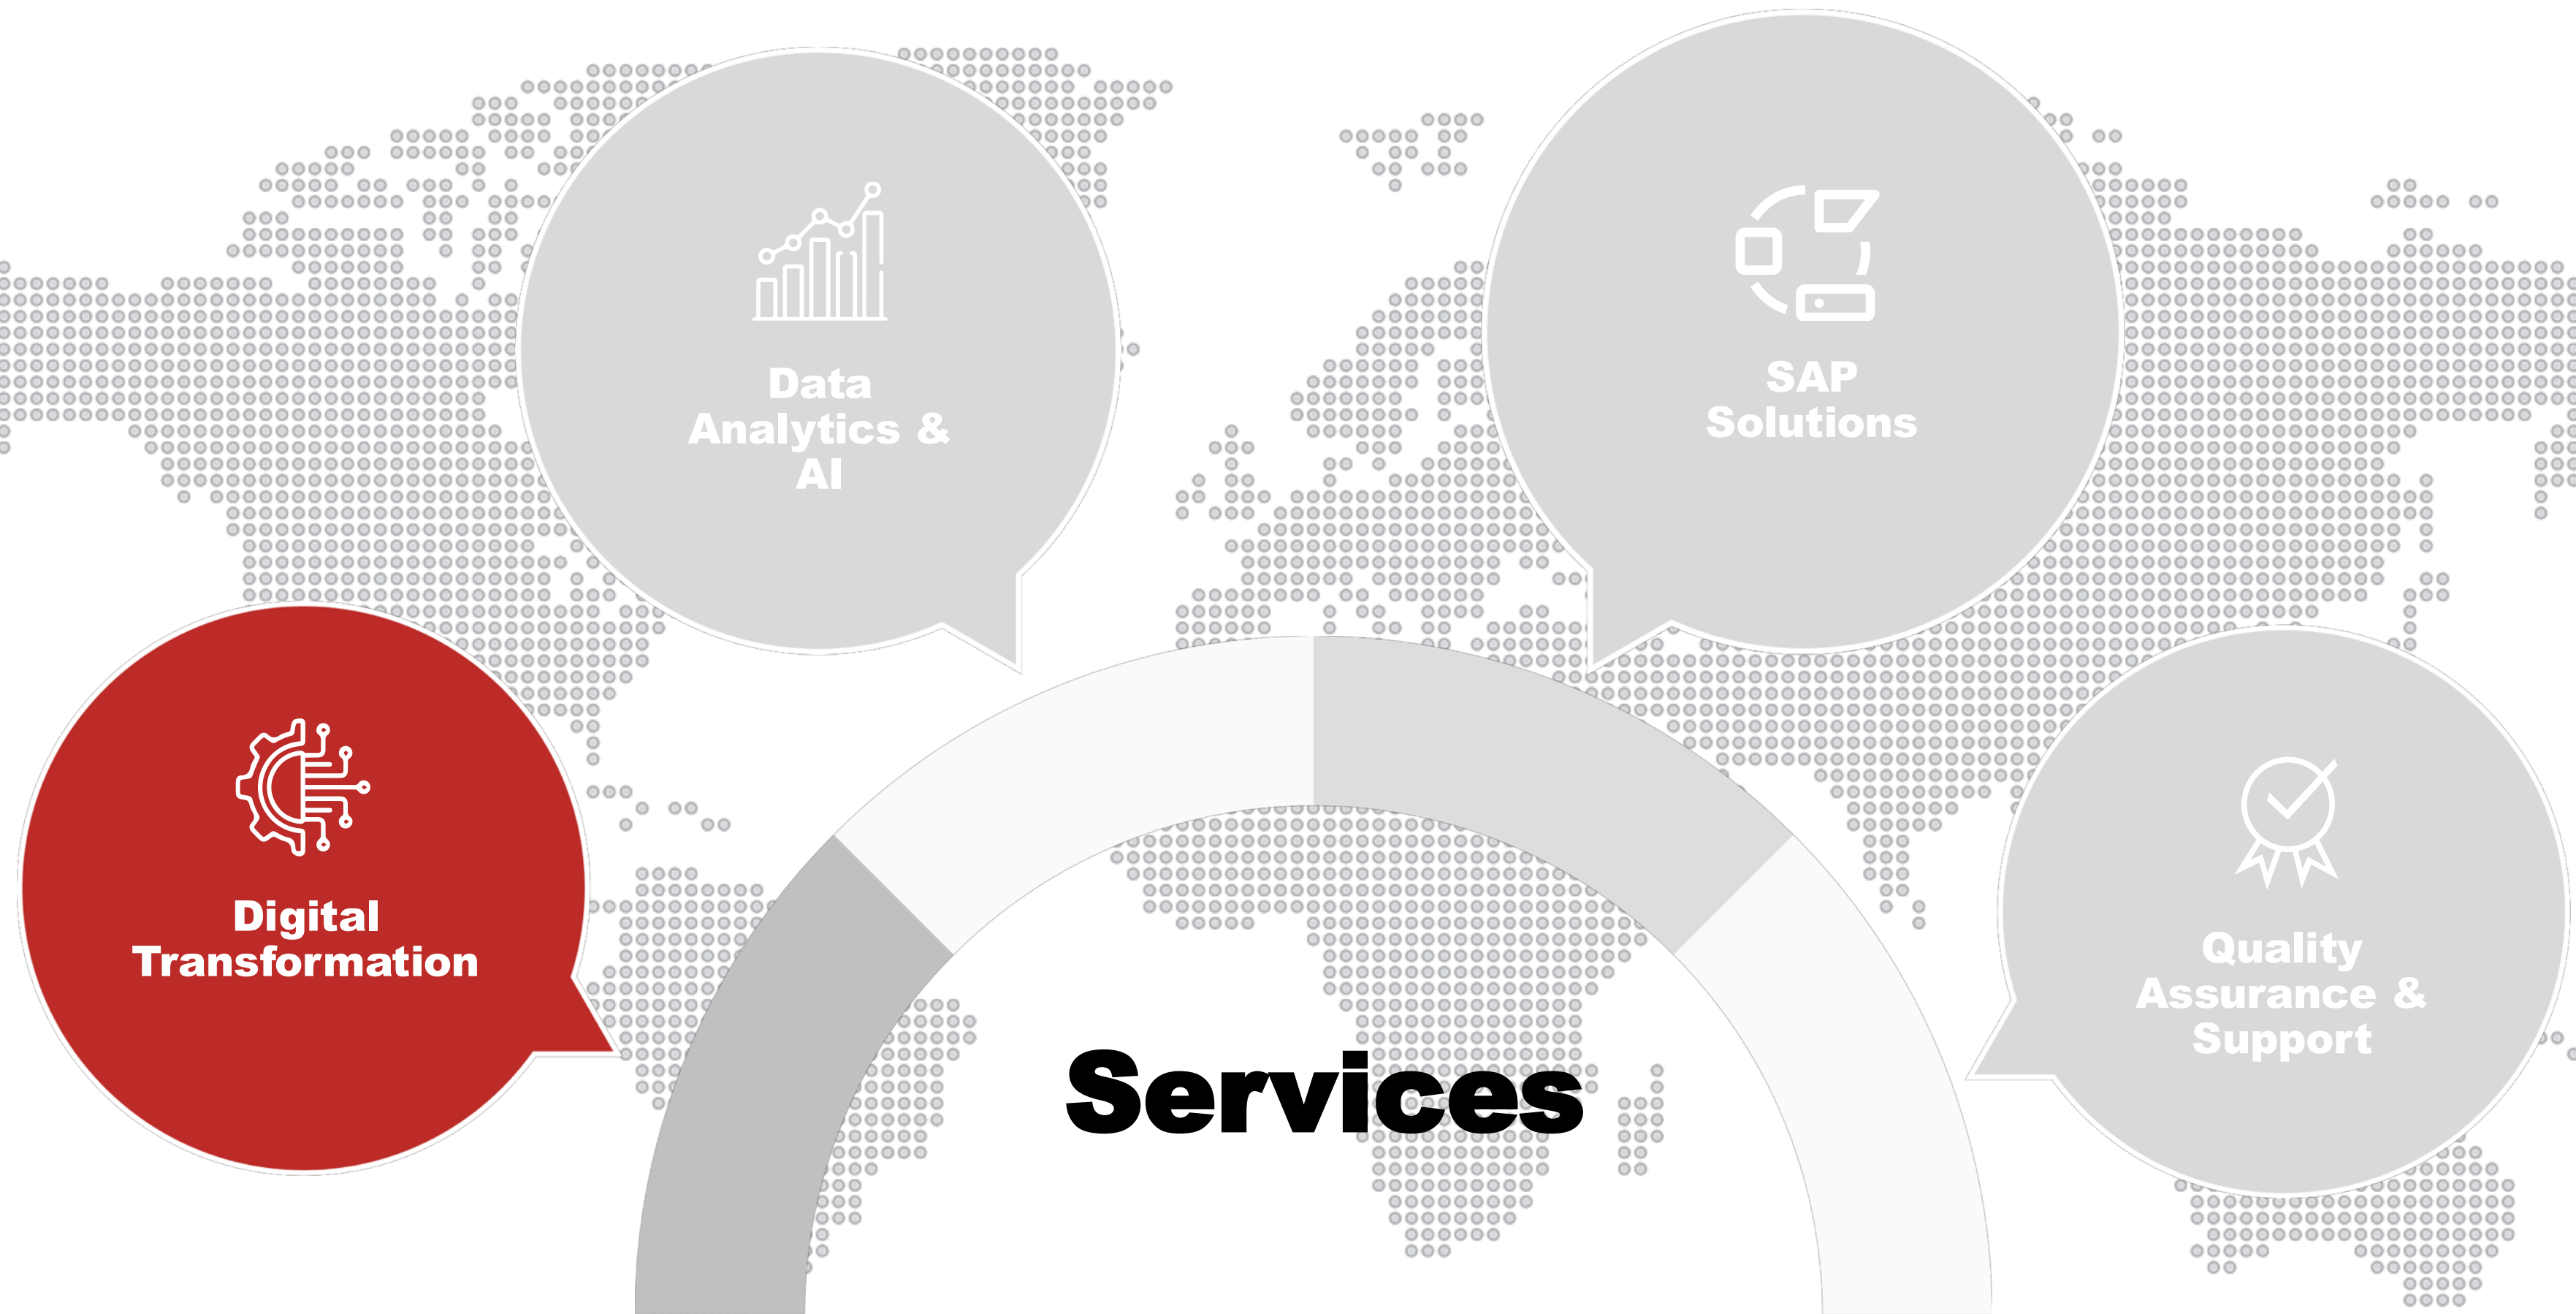 Data
Analytics &
AI
SAP
Solutions
Digital
Transformation
Quality
Assurance &
Support
Services